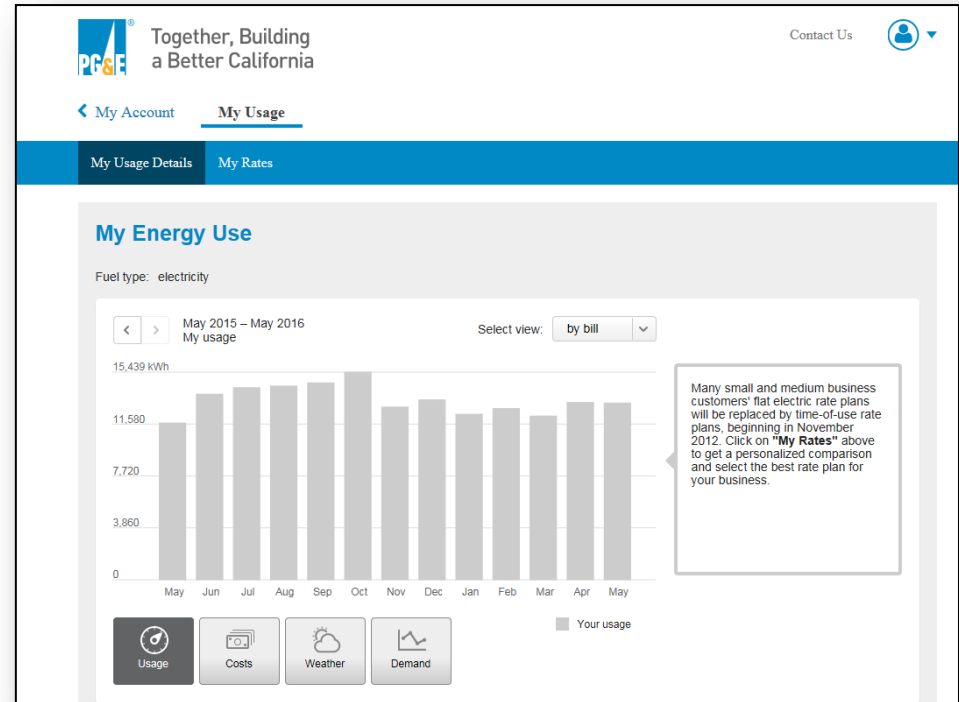 PG&E®
Together, Building
a Better California
Contact Us
My Account
My Usage
My Usage Details
My Rates
My Energy Use
Fuel type: electricity
May 2015 – May 2016
My usage
Select view:
by bill
15,439 kWh
11,580
7,720
3,860
0
May Jun Jul Aug Sep Oct Nov Dec Jan Feb Mar Apr May
Your usage
Many small and medium business
customers' flat electric rate plans
will be replaced by time-of-use rate
plans, beginning in November
2012. Click on "My Rates" above
to get a personalized comparison
and select the best rate plan for
your business.
Usage
Costs
Weather
Demand